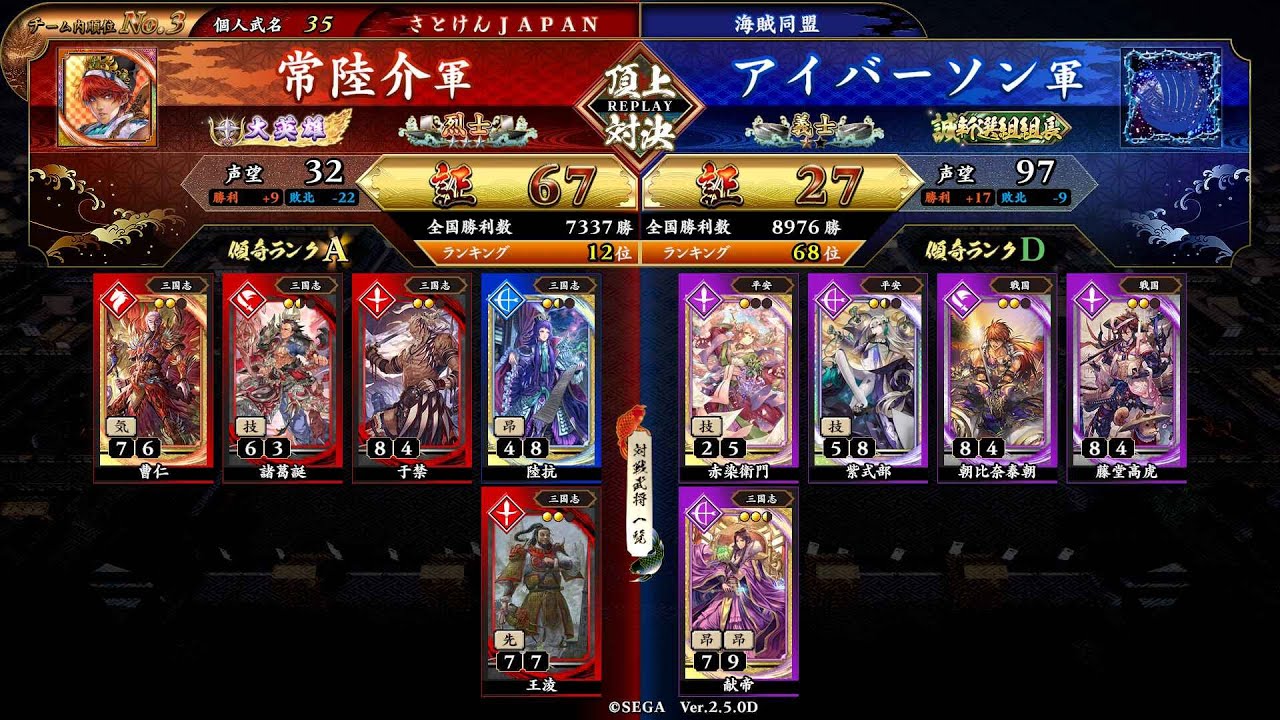 チーム内順位 No.3 個人武名 35 さとけんJAPAN 海賊同盟
常陸介軍 頂上 REPLAY 対決 アイバーソン軍
大英雄 烈士 義士 誠新選組組長
声望 32 証 67 証 27 声望 97
勝利 +9 敗北 -22 勝利 +17 敗北 -9
全国勝利数 7337勝 全国勝利数 8976勝
傾奇ランク A ランキング 12位 ランキング 68位 傾奇ランク D
三国志 三国志 三国志 三国志 平安 平安 戦国 戦国
気 技 昂 技 技
7 6 6 3 8 4 4 8 2 5 5 8 8 4 8 4
曹仁 諸葛誕 于禁 陸抗 赤染衛門 紫式部 朝比奈泰朝 藤堂高虎
対戦武将一覧
三国志 三国志
先 昂 昂
7 7 7 9
王淩 献帝
©SEGA Ver.2.5.0D